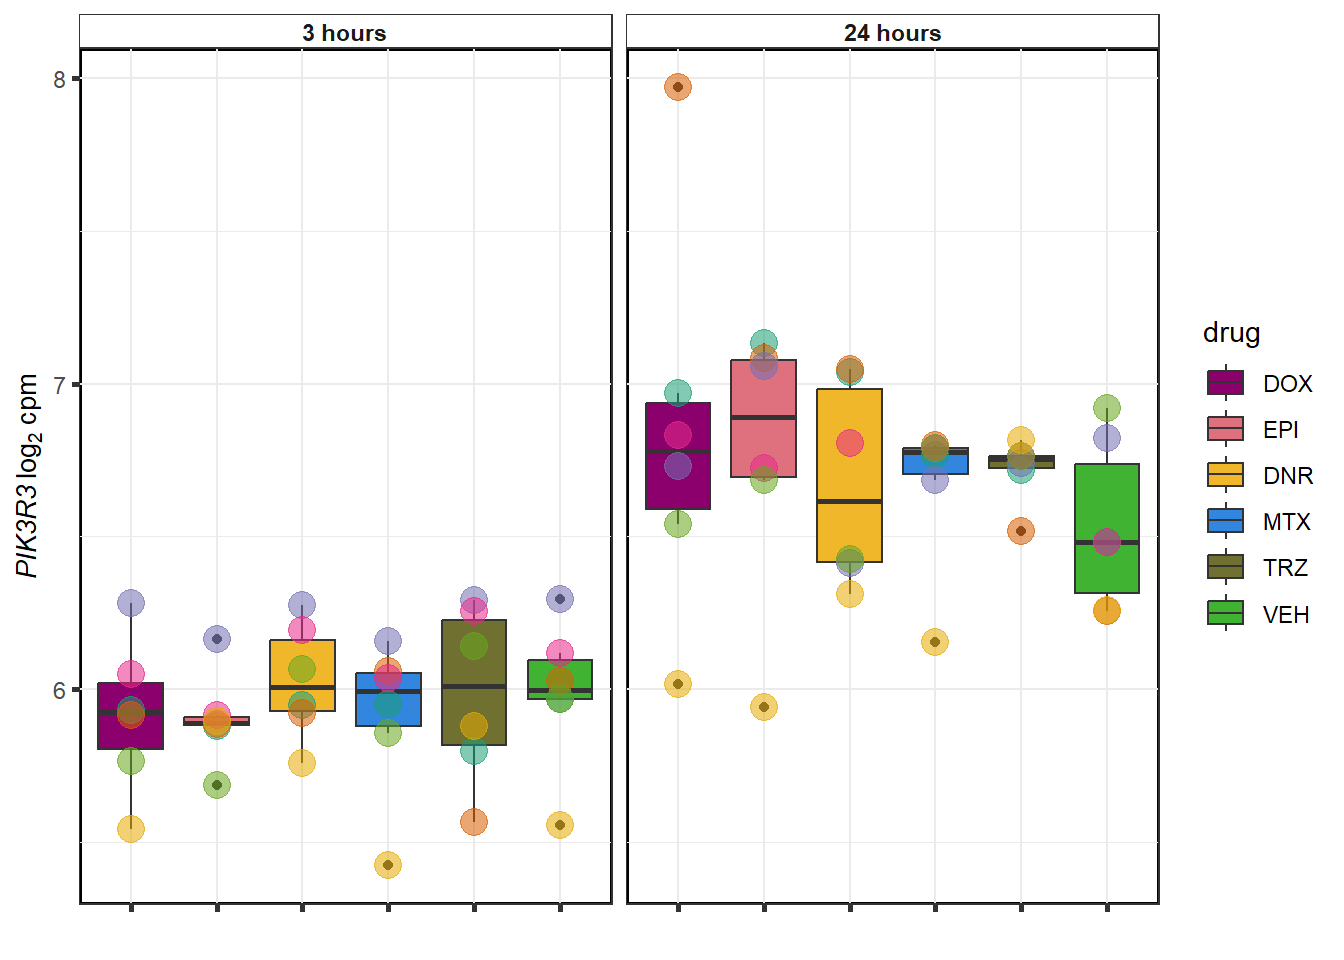 3 hours
24 hours
8
7
6
PIK3R3 log2 cpm
drug
DOX
EPI
DNR
MTX
TRZ
VEH